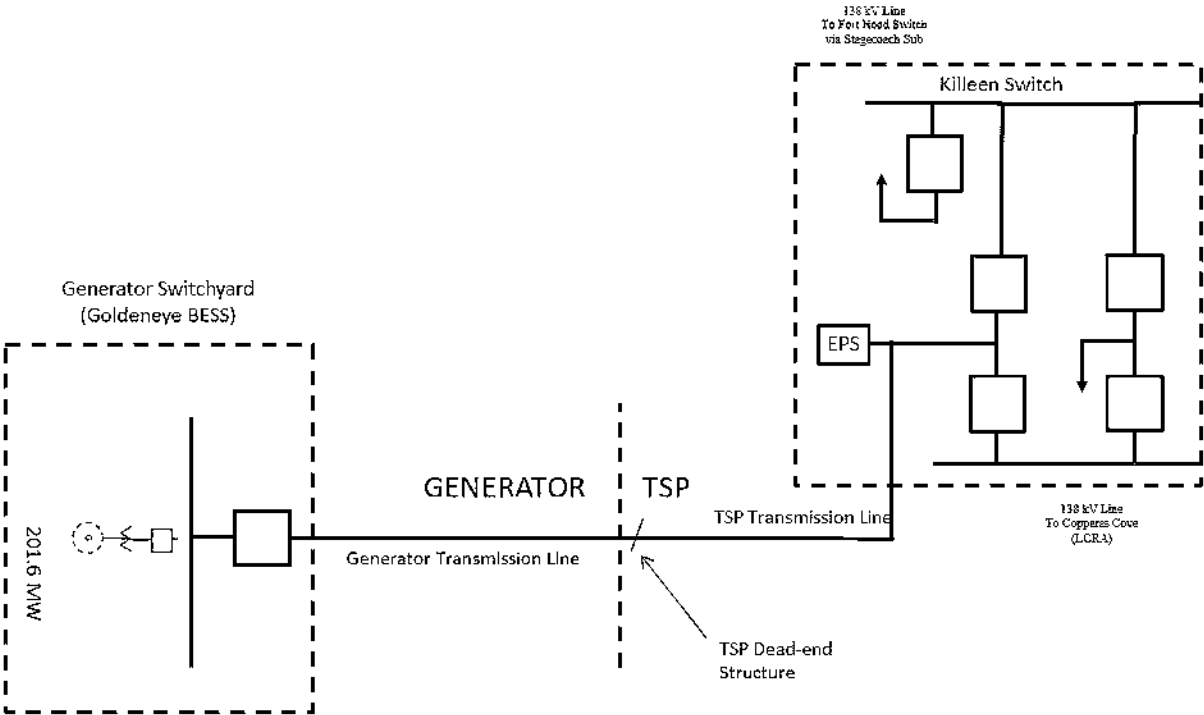 138 kV Line
To Fort Hood Switch
via Stagecoach Sub
Killeen Switch
Generator Switchyard
(Goldeneye BESS)
EPS
GENERATOR
TSP
TSP Transmission Line
138 kV Line
To Copperas Cove
(LCRA)
201.6 MW
Generator Transmission Line
TSP Dead-end
Structure